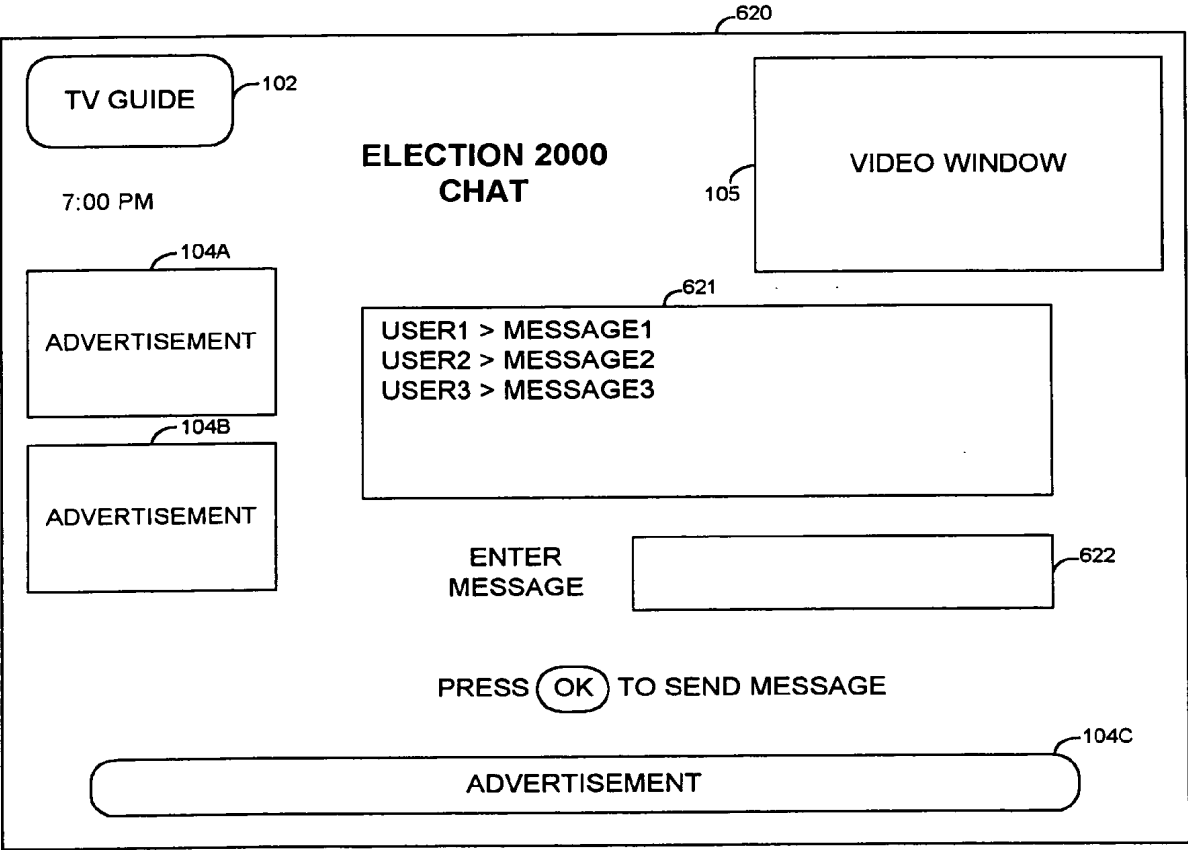 620
TV GUIDE
102
ELECTION 2000
CHAT
VIDEO WINDOW
105
7:00 PM
104A
ADVERTISEMENT
621
USER1 > MESSAGE1
USER2 > MESSAGE2
USER3 > MESSAGE3
104B
ADVERTISEMENT
ENTER
MESSAGE
622
PRESS OK TO SEND MESSAGE
104C
ADVERTISEMENT